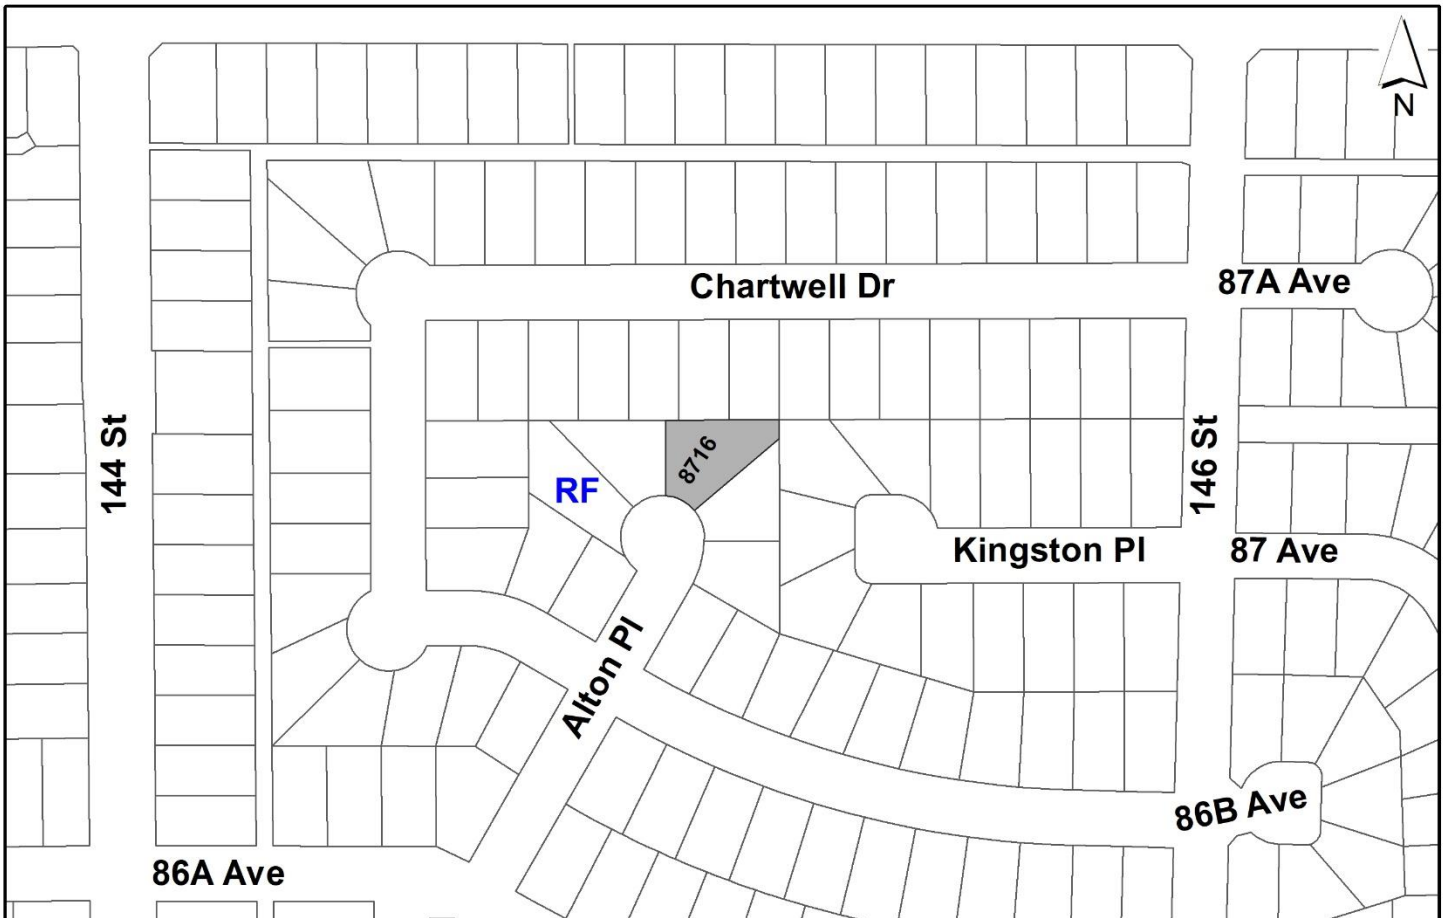 N
Chartwell Dr
87A Ave
144 St
8716
146 St
RF
Kingston Pl
87 Ave
Alton Pl
86B Ave
86A Ave